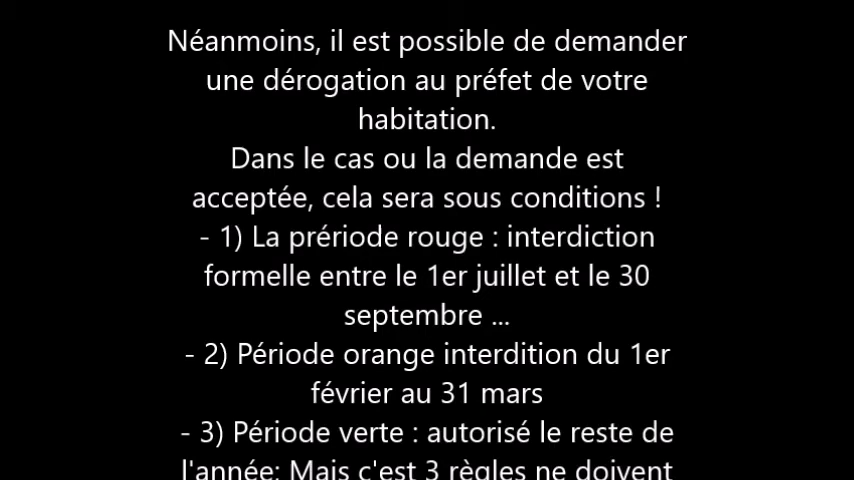 Néanmoins, il est possible de demander
une dérogation au préfet de votre
habitation.
Dans le cas ou la demande est
acceptée, cela sera sous conditions !
- 1) La prériode rouge : interdiction
formelle entre le 1er juillet et le 30
septembre ...
- 2) Période orange interdition du 1er
février au 31 mars
- 3) Période verte : autorisé le reste de
l'année: Mais c'est 3 règles ne doivent